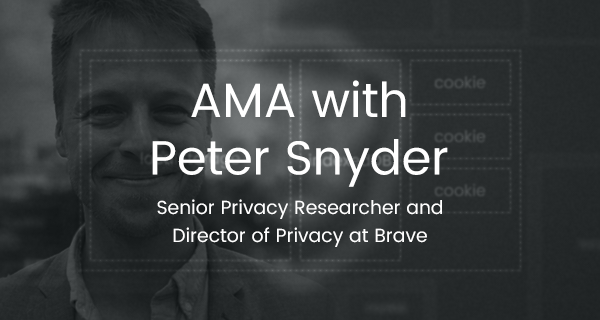 AMA with
Peter Snyder
Senior Privacy Researcher and
Director of Privacy at Brave
cookie
cookie
cookie